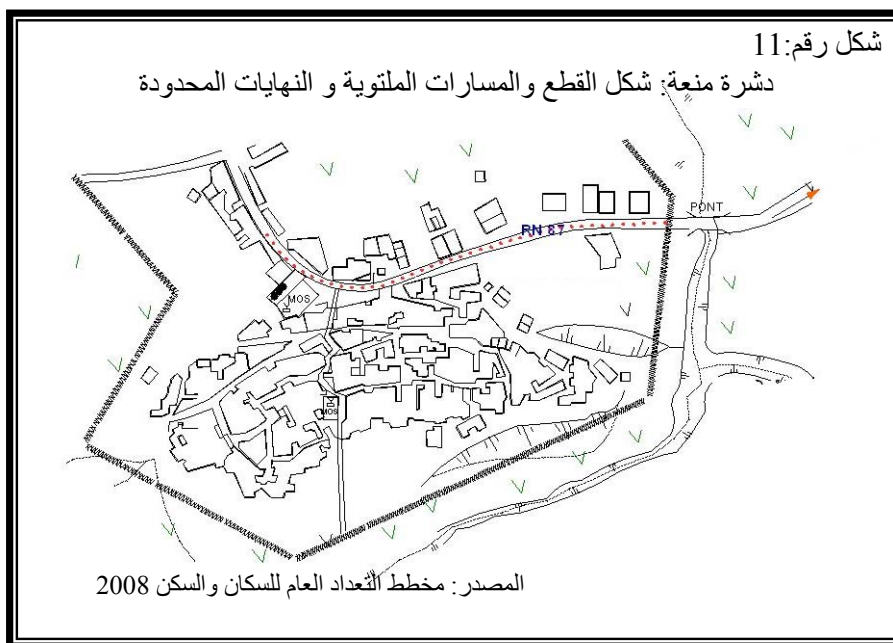 شكل رقم:11
دشرة منعة: شكل القطع والمسارات الملتوية و النهايات المحدودة
PONT
RN 87
MOS
MOS
المصدر: مخطط التعداد العام للسكان والسكن 2008